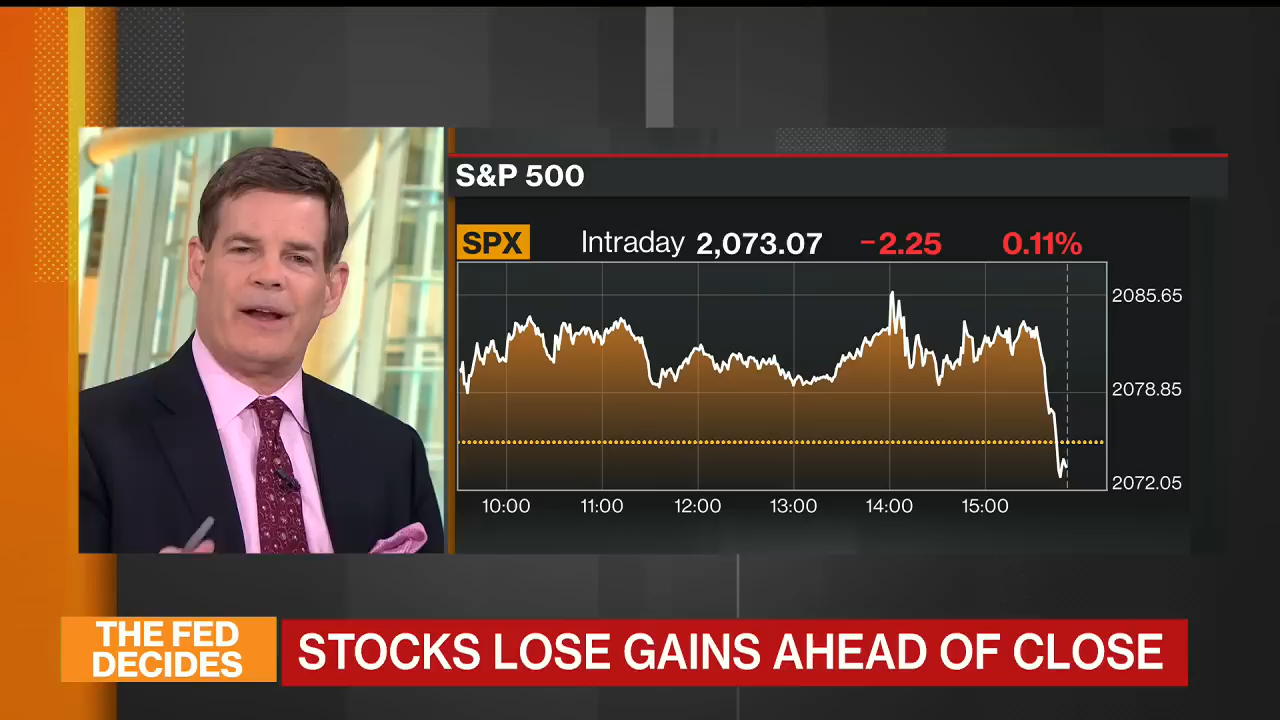 S&P 500
SPX Intraday 2,073.07 -2.25 0.11%
2085.65
2078.85
2072.05
10:00 11:00 12:00 13:00 14:00 15:00
THE FED
DECIDES
STOCKS LOSE GAINS AHEAD OF CLOSE